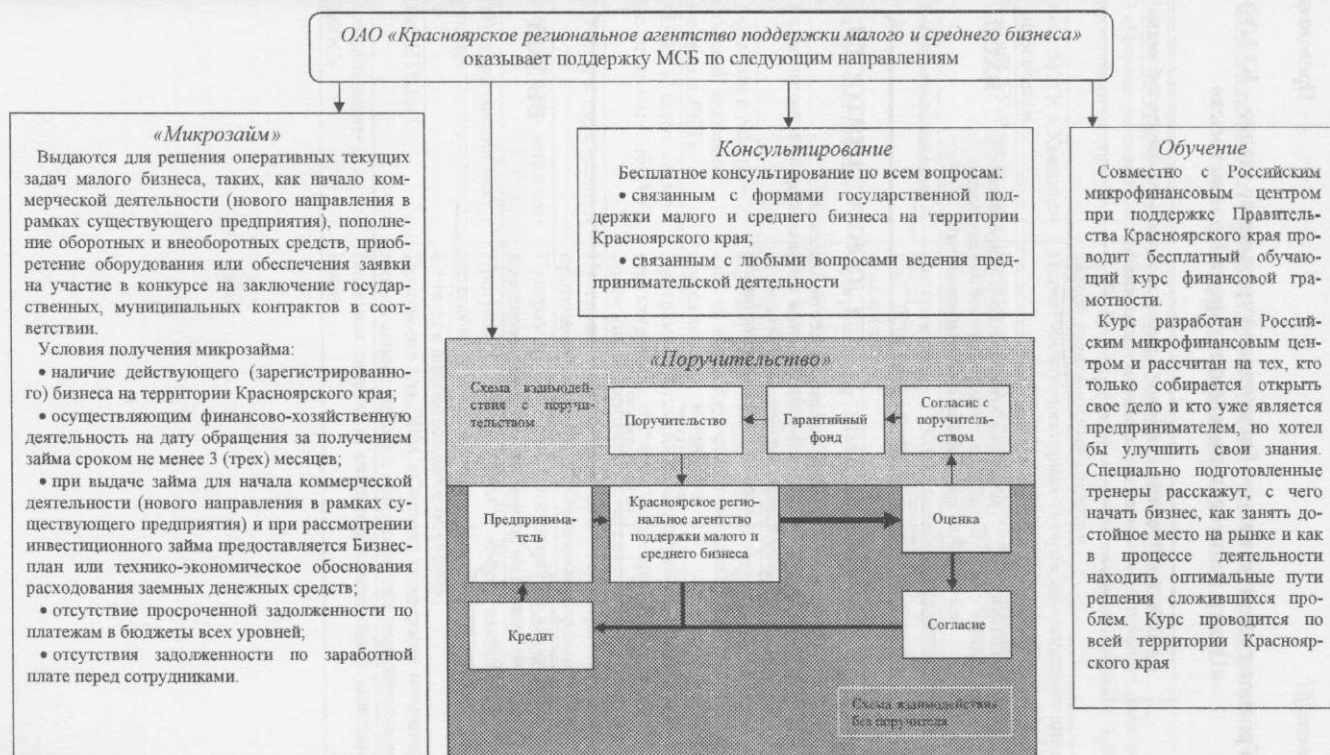 ОАО «Красноярское региональное агентство поддержки малого и среднего бизнеса»
оказывает поддержку МСБ по следующим направлениям
«Микрозайм»
Выдаются для решения оперативных текущих
задач малого бизнеса, таких, как начало ком-
мерческой деятельности (нового направления в
рамках существующего предприятия), пополне-
ние оборотных и внеоборотных средств, приоб-
ретение оборудования или обеспечения заявки
на участие в конкурсе на заключение государ-
ственных, муниципальных контрактов в соот-
ветствии.
Условия получения микрозайма:
• наличие действующего (зарегистрированно-
го) бизнеса на территории Красноярского края;
• осуществляющим финансово-хозяйственную
деятельность на дату обращения за получением
займа сроком не менее 3 (трех) месяцев;
• при выдаче займа для начала коммерческой
деятельности (нового направления в рамках су-
ществующего предприятия) и при рассмотрении
инвестиционного займа предоставляется Бизнес-
план или технико-экономическое обоснования
расходования заемных денежных средств;
• отсутствие просроченной задолженности по
платежам в бюджеты всех уровней;
• отсутствия задолженности по заработной
плате перед сотрудниками.
Консультирование
Бесплатное консультирование по всем вопросам:
• связанным с формами государственной под-
держки малого и среднего бизнеса на территории
Красноярского края;
• связанным с любыми вопросами ведения пред-
принимательской деятельности
«Поручительство»
Схема взаимодей-
ствия с поручи-
тельством
Поручительство
Гарантийный
фонд
Согласие с
поручитель-
ством
Предпринима-
тель
Красноярское регио-
нальное агентство
поддержки малого и
среднего бизнеса
Оценка
Кредит
Согласие
Схема взаимодействия
без поручителя
Обучение
Совместно с Российским
микрофинансовым центром
при поддержке Правитель-
ства Красноярского края про-
водит бесплатный обучаю-
щий курс финансовой гра-
мотности.
Курс разработан Россий-
ским микрофинансовым цен-
тром и рассчитан на тех, кто
только собирается открыть
свое дело и кто уже является
предпринимателем, но хотел
бы улучшить свои знания.
Специально подготовленные
тренеры расскажут, с чего
начать бизнес, как занять до-
стойное место на рынке и как
в процессе деятельности
находить оптимальные пути
решения сложившихся про-
блем. Курс проводится по
всей территории Краснояр-
ского края